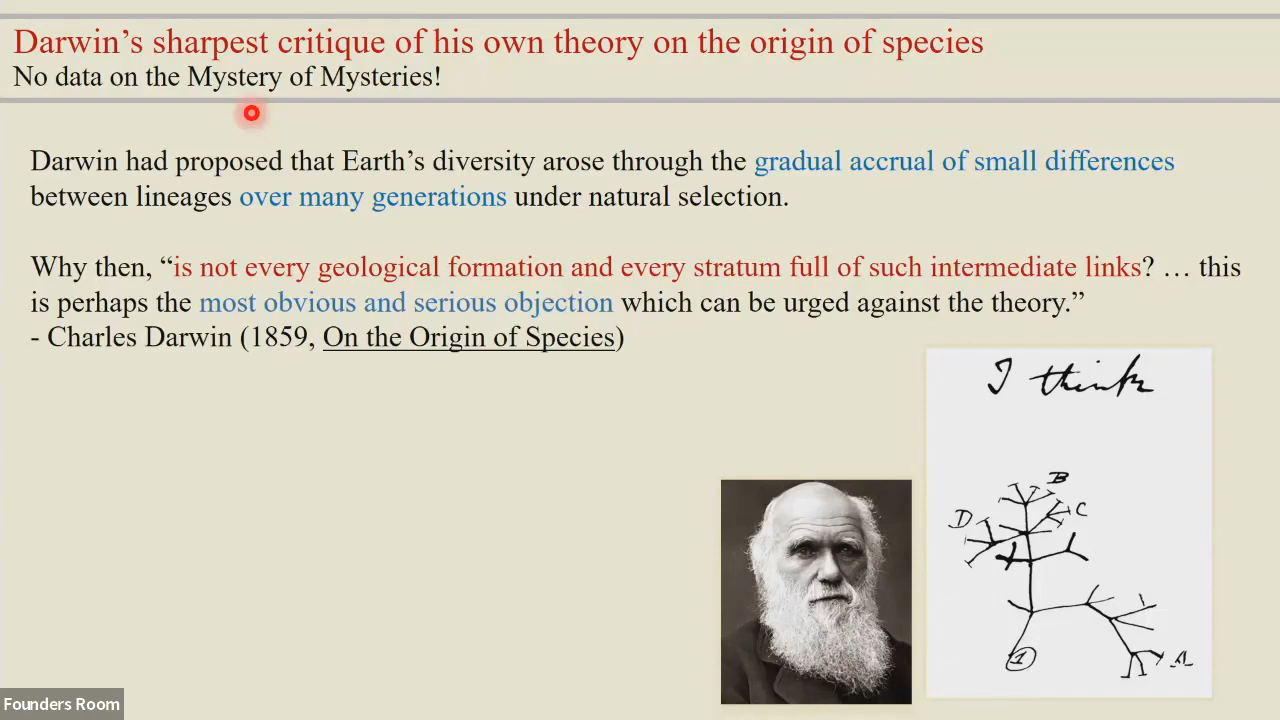 Darwin’s sharpest critique of his own theory on the origin of species
No data on the Mystery of Mysteries!
Darwin had proposed that Earth’s diversity arose through the gradual accrual of small differences
between lineages over many generations under natural selection.
Why then, “is not every geological formation and every stratum full of such intermediate links? … this
is perhaps the most obvious and serious objection which can be urged against the theory.”
- Charles Darwin (1859, On the Origin of Species)
I think
B
C
D
1
A
Founders Room